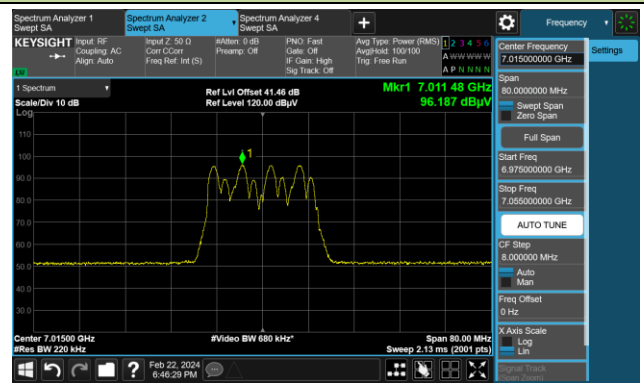 Spectrum Analyzer 1
Swept SA
Spectrum Analyzer 2
Swept SA
Spectrum Analyzer 4
Swept SA
+
Frequency
KEYSIGHT
Input: RF
Coupling: AC
Align: Auto
Input Z: 50 Ω
Corr CCorr
Freq Ref: Int (S)
#Atten: 0 dB
Preamp: Off
PNO: Fast
Gate: Off
IF Gain: High
Sig Track: Off
Avg Type: Power (RMS)
Avg|Hold: 100/100
Trig: Free Run
1 2 3 4 5 6
A W W W W W
A P N N N N
1 Spectrum
Scale/Div 10 dB
Log
Ref Lvl Offset 41.46 dB
Ref Level 120.00 dBµV
Mkr1 7.011 48 GHz
96.187 dBµV
110
100
90.0
80.0
70.0
60.0
50.0
40.0
30.0
1
Center 7.01500 GHz
#Res BW 220 kHz
#Video BW 680 kHz*
Span 80.00 MHz
Sweep 2.13 ms (2001 pts)
Feb 22, 2024
6:46:29 PM
Center Frequency
7.015000000 GHz
Settings
Span
80.0000000 MHz
Swept Span
Zero Span
Full Span
Start Freq
6.975000000 GHz
Stop Freq
7.055000000 GHz
AUTO TUNE
CF Step
8.000000 MHz
Auto
Man
Freq Offset
0 Hz
X Axis Scale
Log
Lin
Signal Track
(Span Zoom)